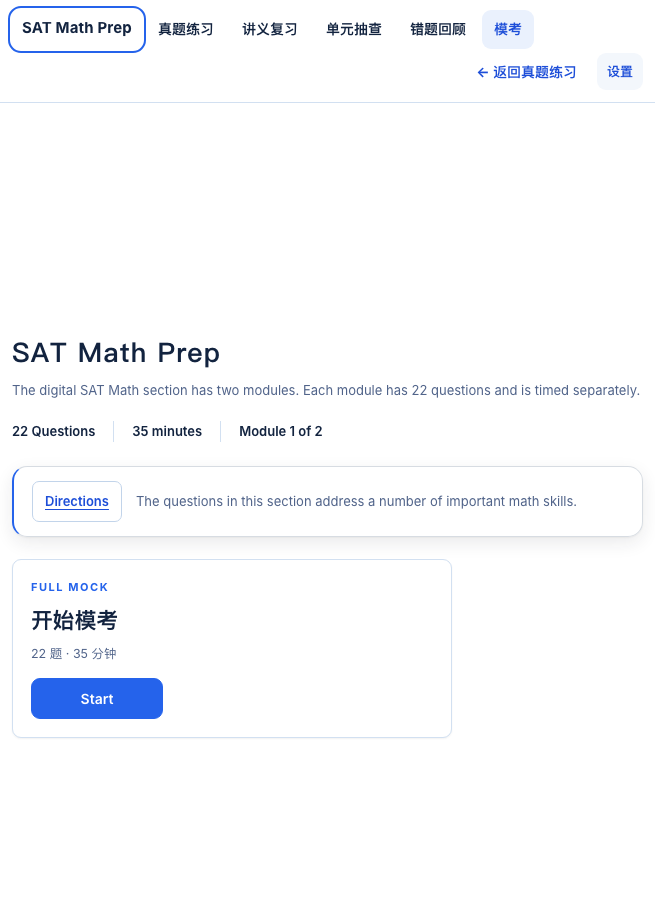 SAT Math Prep 真题练习 讲义复习 单元抽查 错题回顾 模考
← 返回真题练习 设置
SAT Math Prep
The digital SAT Math section has two modules. Each module has 22 questions and is timed separately.
22 Questions 35 minutes Module 1 of 2
Directions The questions in this section address a number of important math skills.
FULL MOCK
开始模考
22 题 · 35 分钟
Start